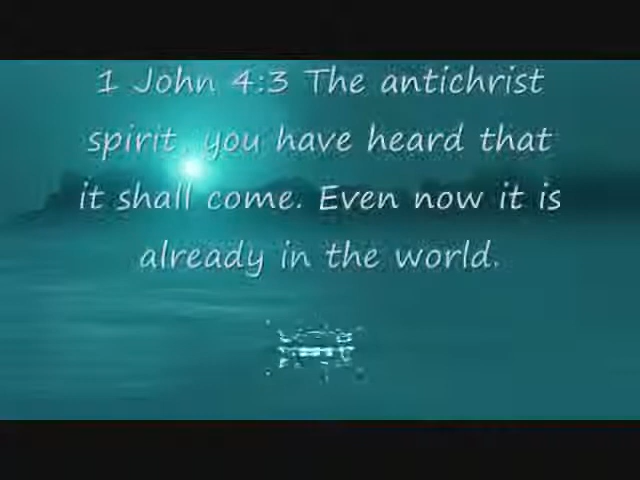 1 John 4:3 The antichrist
spirit, you have heard that
it shall come. Even now it is
already in the world.